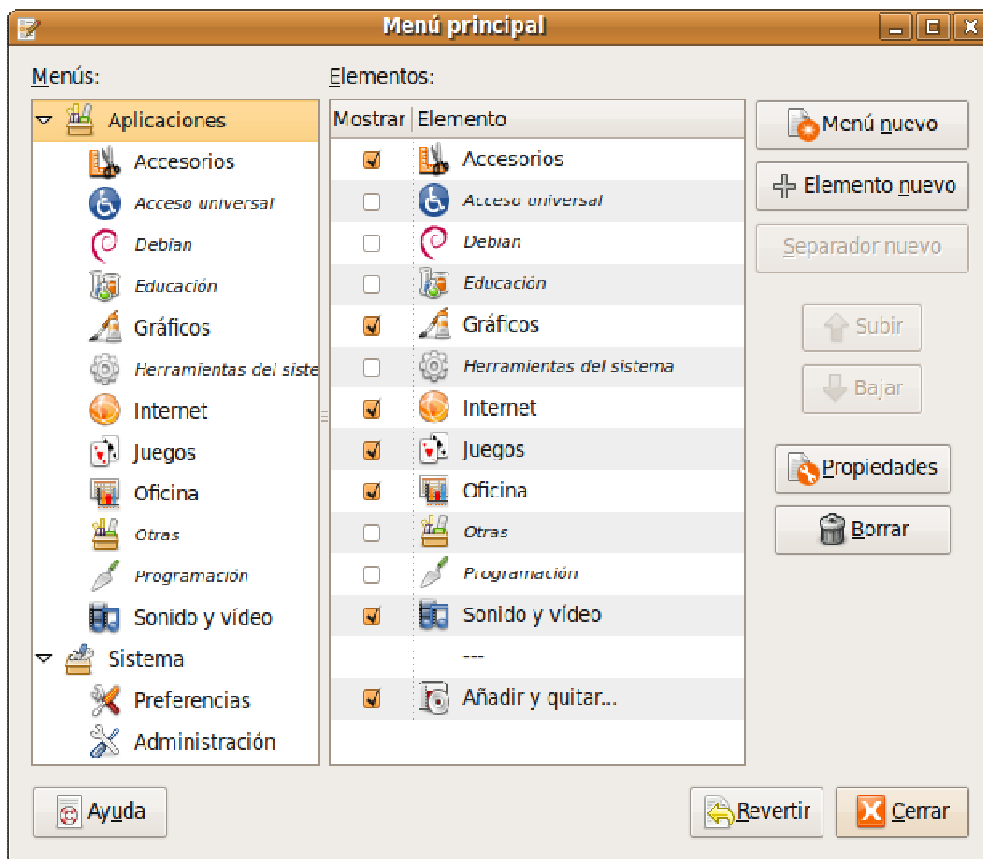 Menú principal
Menús:
Elementos:
Aplicaciones
Accesorios
Acceso universal
Debian
Educación
Gráficos
Herramientas del siste
Internet
Juegos
Oficina
Otras
Programación
Sonido y vídeo
Sistema
Preferencias
Administración
Mostrar Elemento
Accesorios
Acceso universal
Debian
Educación
Gráficos
Herramientas del sistema
Internet
Juegos
Oficina
Otras
Programación
Sonido y vídeo
---
Añadir y quitar...
Menú nuevo
Elemento nuevo
Separador nuevo
Subir
Bajar
Propiedades
Borrar
Ayuda
Revertir
Cerrar